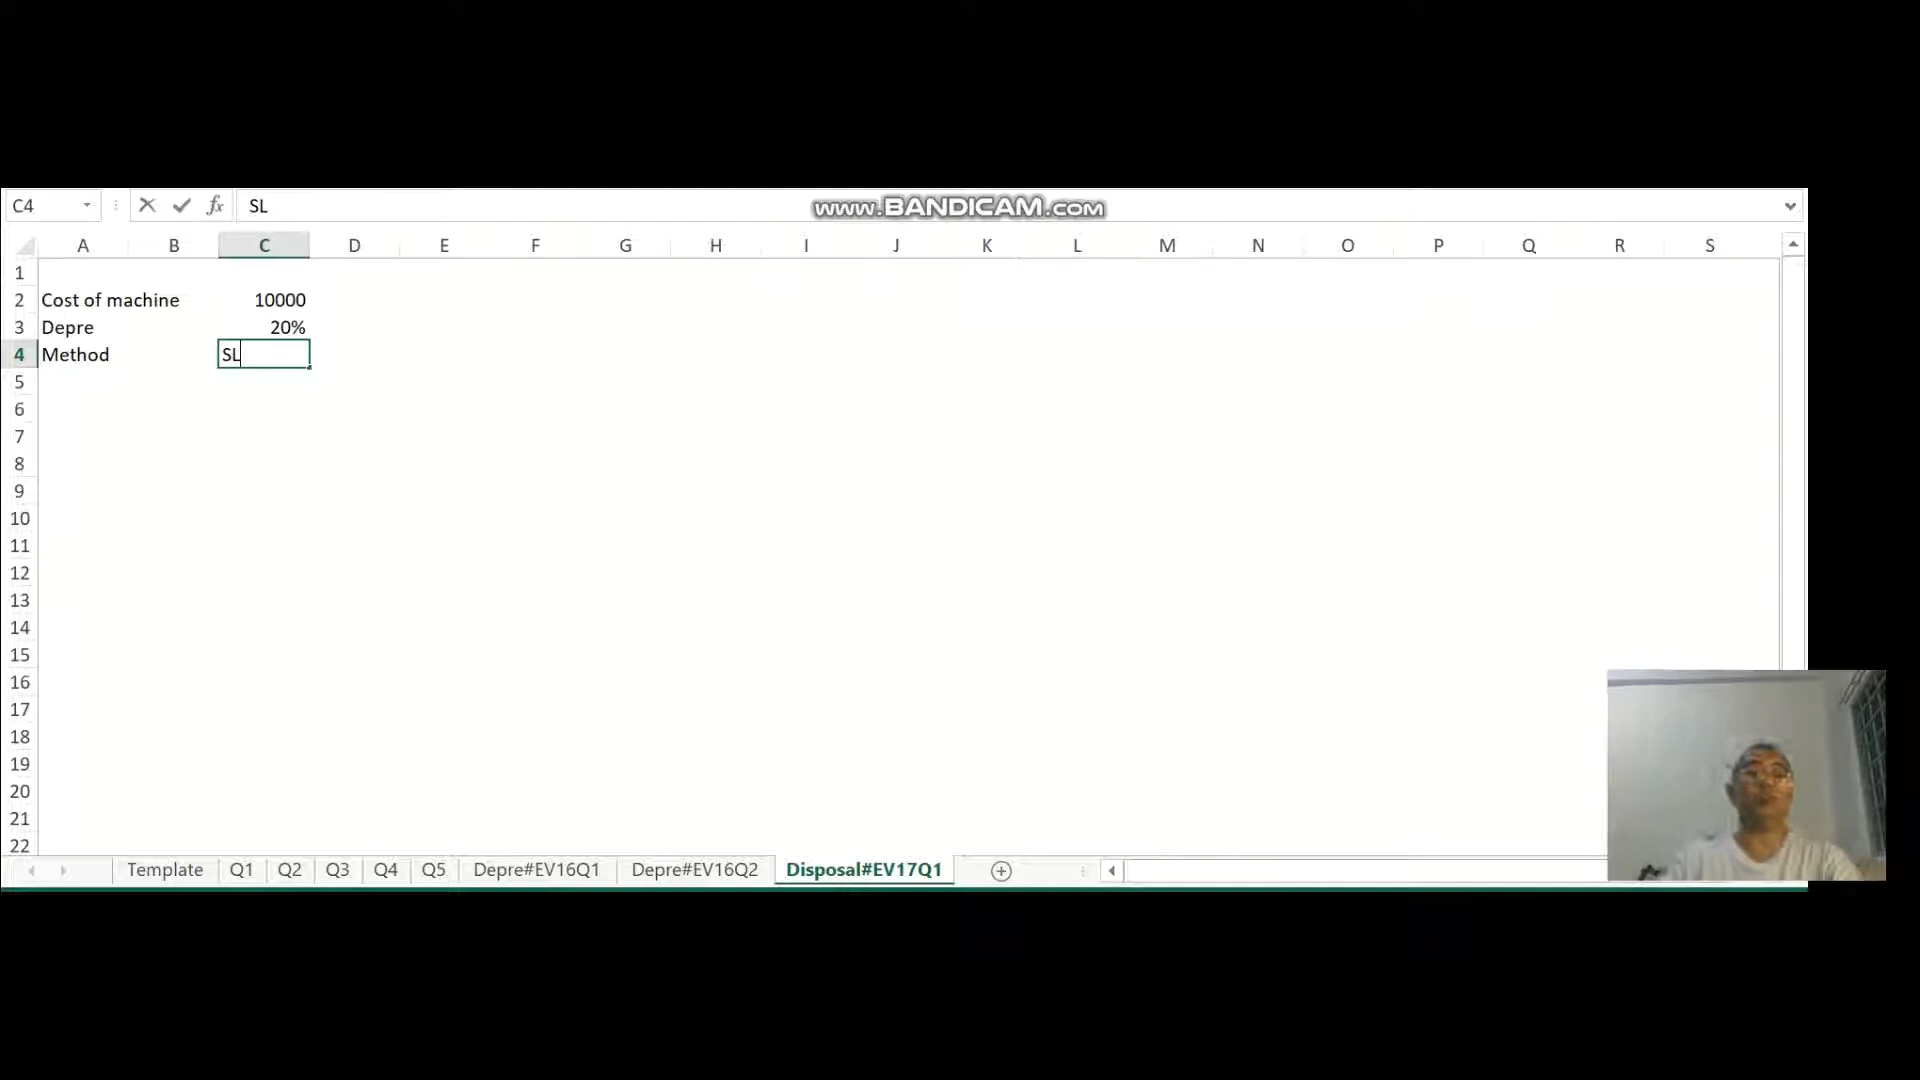 C4 fx SL
www.BANDICAM.com
A B C D E F G H I J K L M N O P Q R S
1
2 Cost of machine 10000
3 Depre 20%
4 Method SL
5
6
7
8
9
10
11
12
13
14
15
16
17
18
19
20
21
22
Template Q1 Q2 Q3 Q4 Q5 Depre#EV16Q1 Depre#EV16Q2 Disposal#EV17Q1